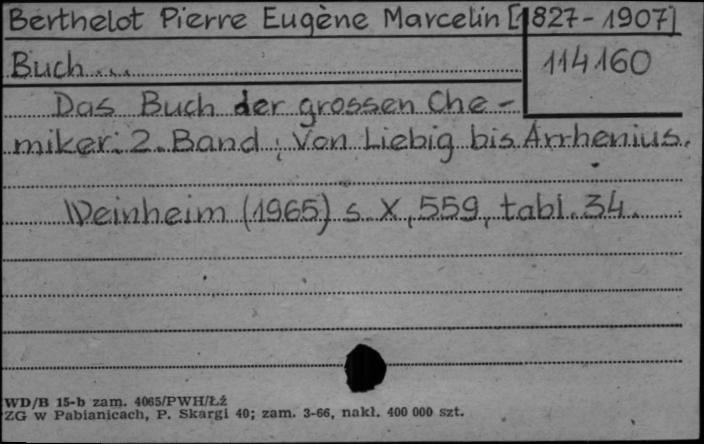 Berthelot Pierre Eugène Marcelin [1827-1907]
Buch...
114160
Das Buch der grossen Che-
miker. 2. Band: Von Liebig bis Arrhenius.
Weinheim (1965) s. X, 559, tabl. 34.
WD/B 15-b zam. 4065/PWH/Łź
ZG w Pabianicach, P. Skargi 40; zam. 3-66, nakł. 400 000 szt.